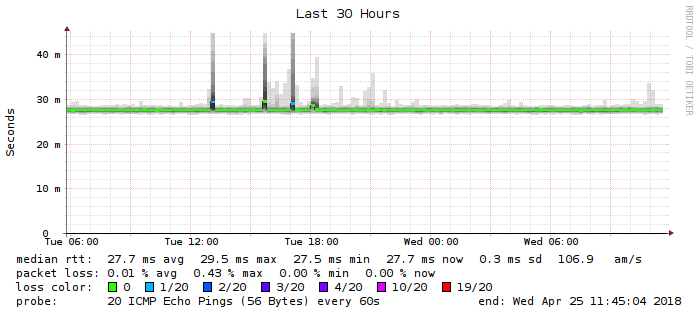 Last 30 Hours
RRDTOOL / TOBI OETIKER
Seconds
40 m
30 m
20 m
10 m
0
Tue 06:00 Tue 12:00 Tue 18:00 Wed 00:00 Wed 06:00
median rtt: 27.7 ms avg 29.5 ms max 27.5 ms min 27.7 ms now 0.3 ms sd 106.9 am/s
packet loss: 0.01 % avg 0.43 % max 0.00 % min 0.00 % now
loss color: 0 1/20 2/20 3/20 4/20 10/20 19/20
probe: 20 ICMP Echo Pings (56 Bytes) every 60s end: Wed Apr 25 11:45:04 2018